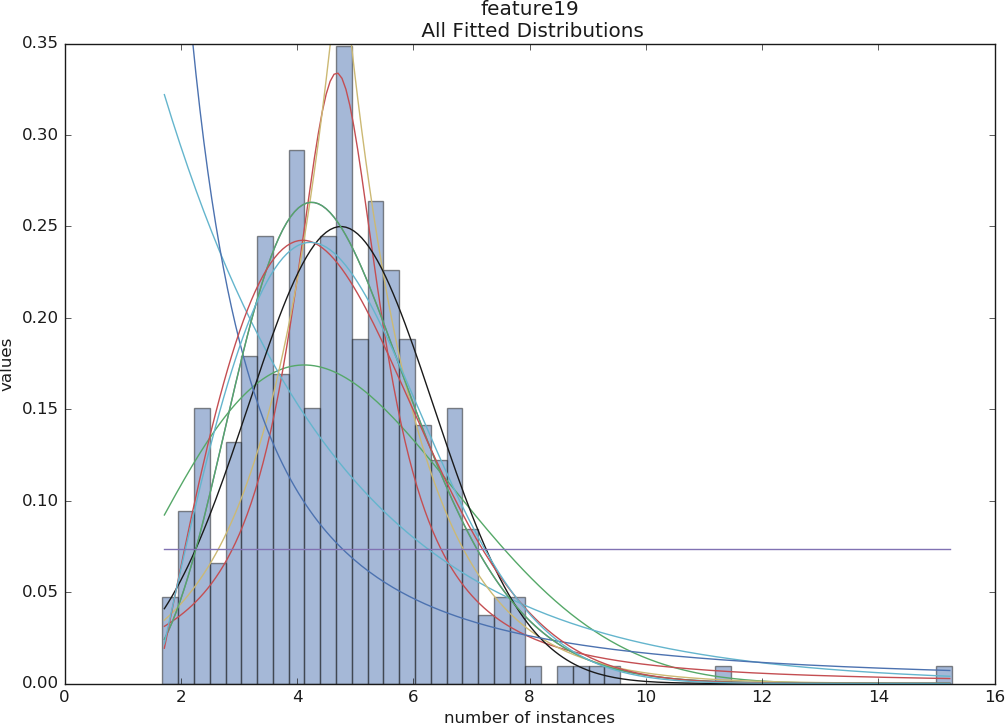 feature19
All Fitted Distributions
0.35
0.30
0.25
0.20
0.15
0.10
0.05
0.00
values
0 2 4 6 8 10 12 14 16
number of instances